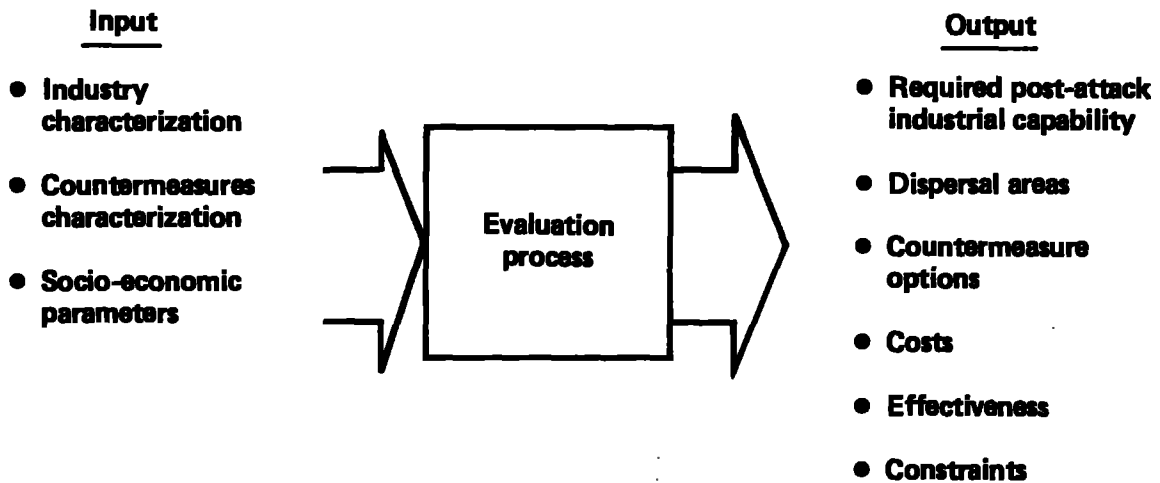 Input
● Industry
characterization
● Countermeasures
characterization
● Socio-economic
parameters
Evaluation
process
Output
● Required post-attack
industrial capability
● Dispersal areas
● Countermeasure
options
● Costs
● Effectiveness
● Constraints